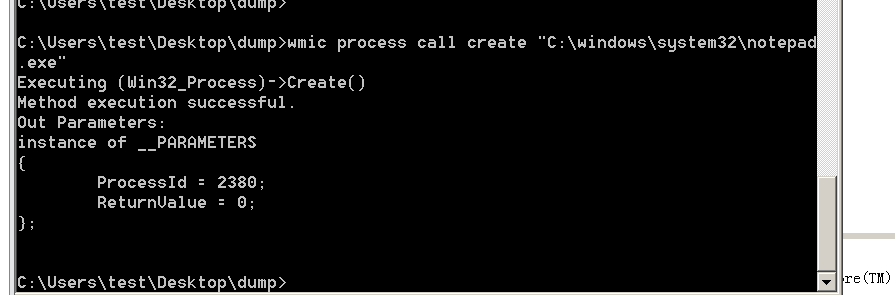 C:\Users\test\Desktop\dump>
C:\Users\test\Desktop\dump>wmic process call create "C:\windows\system32\notepad
.exe"
Executing (Win32_Process)->Create()
Method execution successful.
Out Parameters:
instance of __PARAMETERS
{
        ProcessId = 2380;
        ReturnValue = 0;
};
C:\Users\test\Desktop\dump>
re(TM)